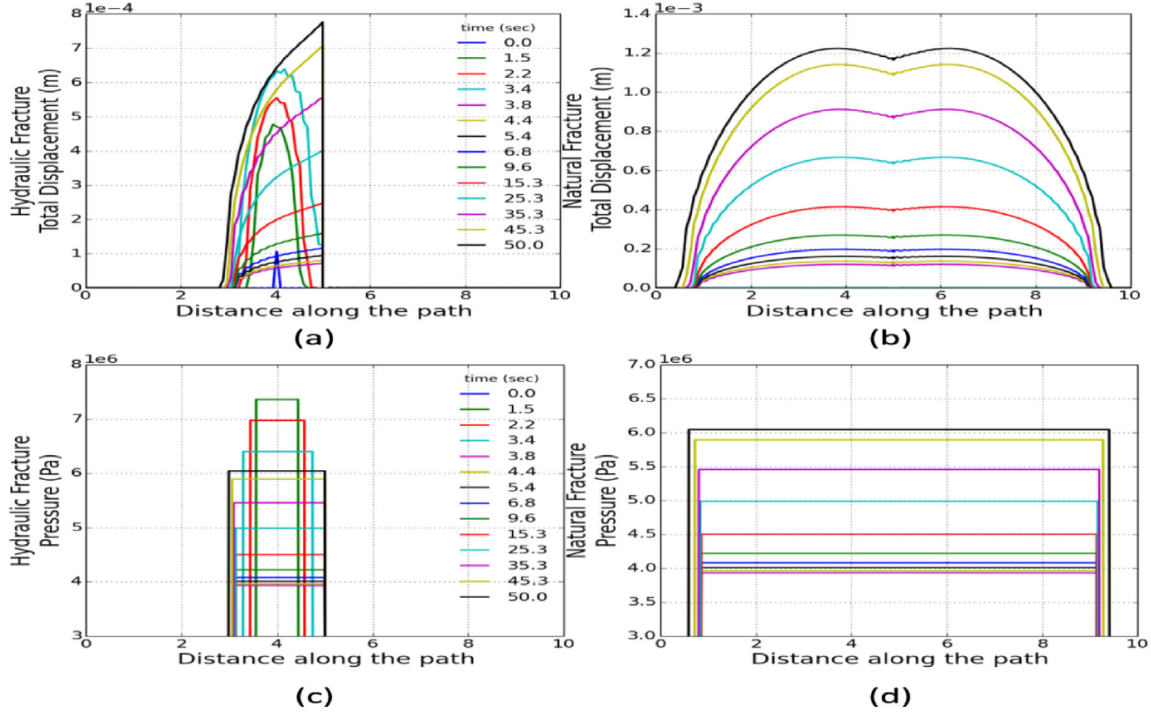 1e-4
8
7
6
5
4
3
2
1
0
0 2 4 6 8 10
Hydraulic Fracture
Total Displacement (m)
Distance along the path
time (sec)
0.0
1.5
2.2
3.4
3.8
4.4
5.4
6.8
9.6
15.3
25.3
35.3
45.3
50.0
(a)
1e-3
1.4
1.2
1.0
0.8
0.6
0.4
0.2
0.0
0 2 4 6 8 10
Natural Fracture
Total Displacement (m)
Distance along the path
(b)
1e6
8
7
6
5
4
3
0 2 4 6 8 10
Hydraulic Fracture
Pressure (Pa)
Distance along the path
time (sec)
0.0
1.5
2.2
3.4
3.8
4.4
5.4
6.8
9.6
15.3
25.3
35.3
45.3
50.0
(c)
1e6
7.0
6.5
6.0
5.5
5.0
4.5
4.0
3.5
3.0
0 2 4 6 8 10
Natural Fracture
Pressure (Pa)
Distance along the path
(d)